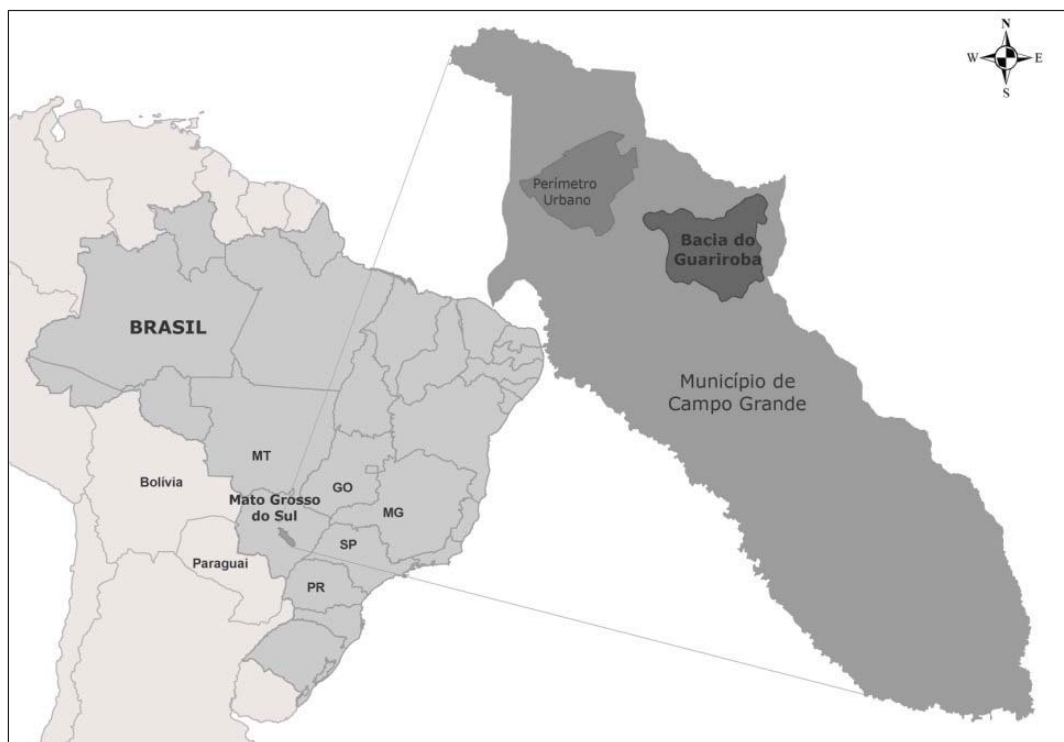 N
W
E
S
Perímetro
Urbano
Bacia do
Guariroba
BRASIL
Município de
Campo Grande
MT
Bolívia
GO
Mato Grosso
do Sul
MG
SP
Paraguai
PR